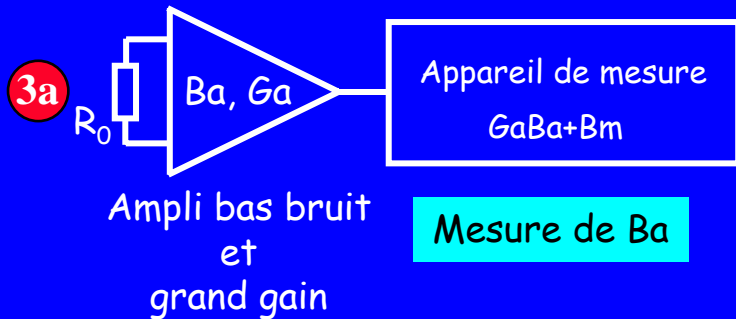 3a
R₀
Ba, Ga
Appareil de mesure
GaBa+Bm
Ampli bas bruit
et
grand gain
Mesure de Ba